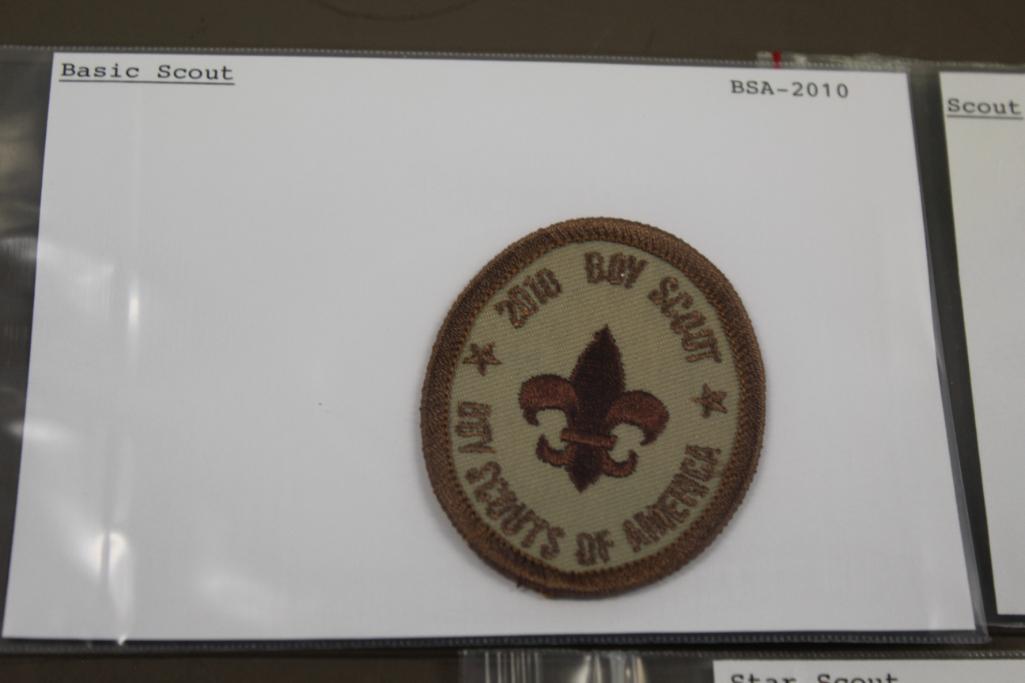 Basic Scout
BSA-2010
Scout
2010 BOY SCOUT
BOY SCOUTS OF AMERICA
Star Scout